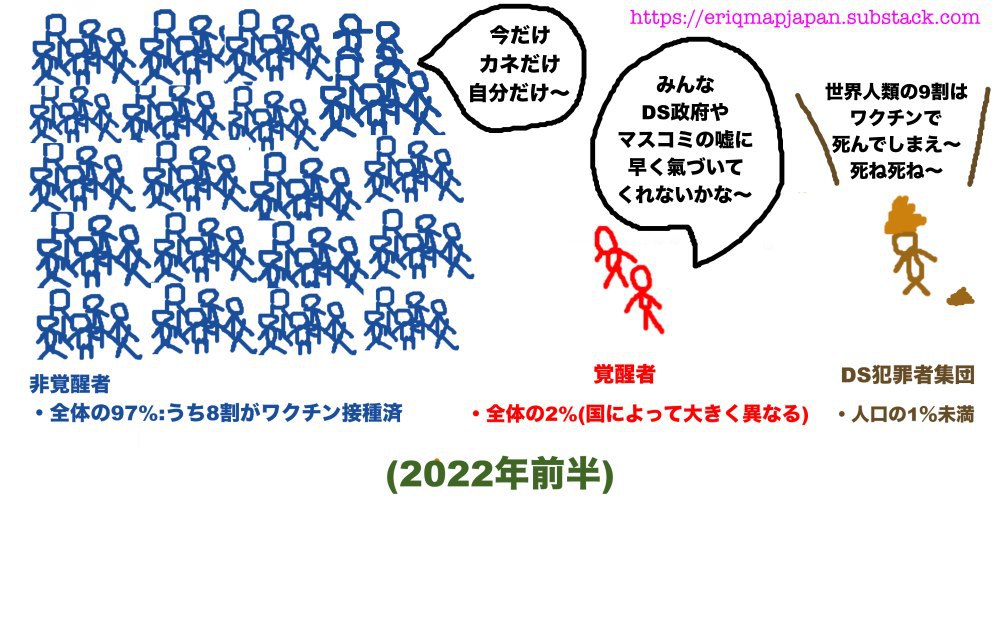 https://eriqmapjapan.substack.com
今だけ
カネだけ
自分だけ〜
みんな
DS政府や
マスコミの嘘に
早く氣づいて
くれないかな〜
世界人類の9割は
ワクチンで
死んでしまえ〜
死ね死ね〜
非覚醒者
・全体の97%:うち8割がワクチン接種済
覚醒者
・全体の2%(国によって大きく異なる)
DS犯罪者集団
・人口の1%未満
(2022年前半)